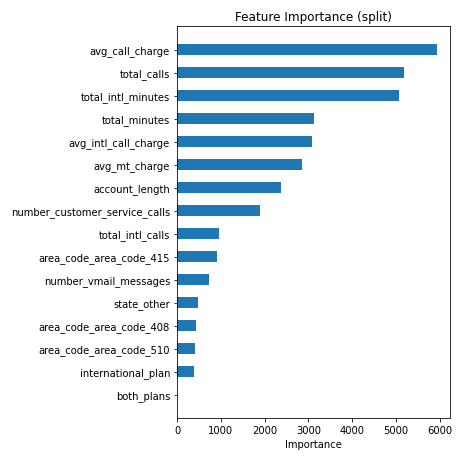 Feature Importance (split)
avg_call_charge
total_calls
total_intl_minutes
total_minutes
avg_intl_call_charge
avg_mt_charge
account_length
number_customer_service_calls
total_intl_calls
area_code_area_code_415
number_vmail_messages
state_other
area_code_area_code_408
area_code_area_code_510
international_plan
both_plans
0 1000 2000 3000 4000 5000 6000
Importance